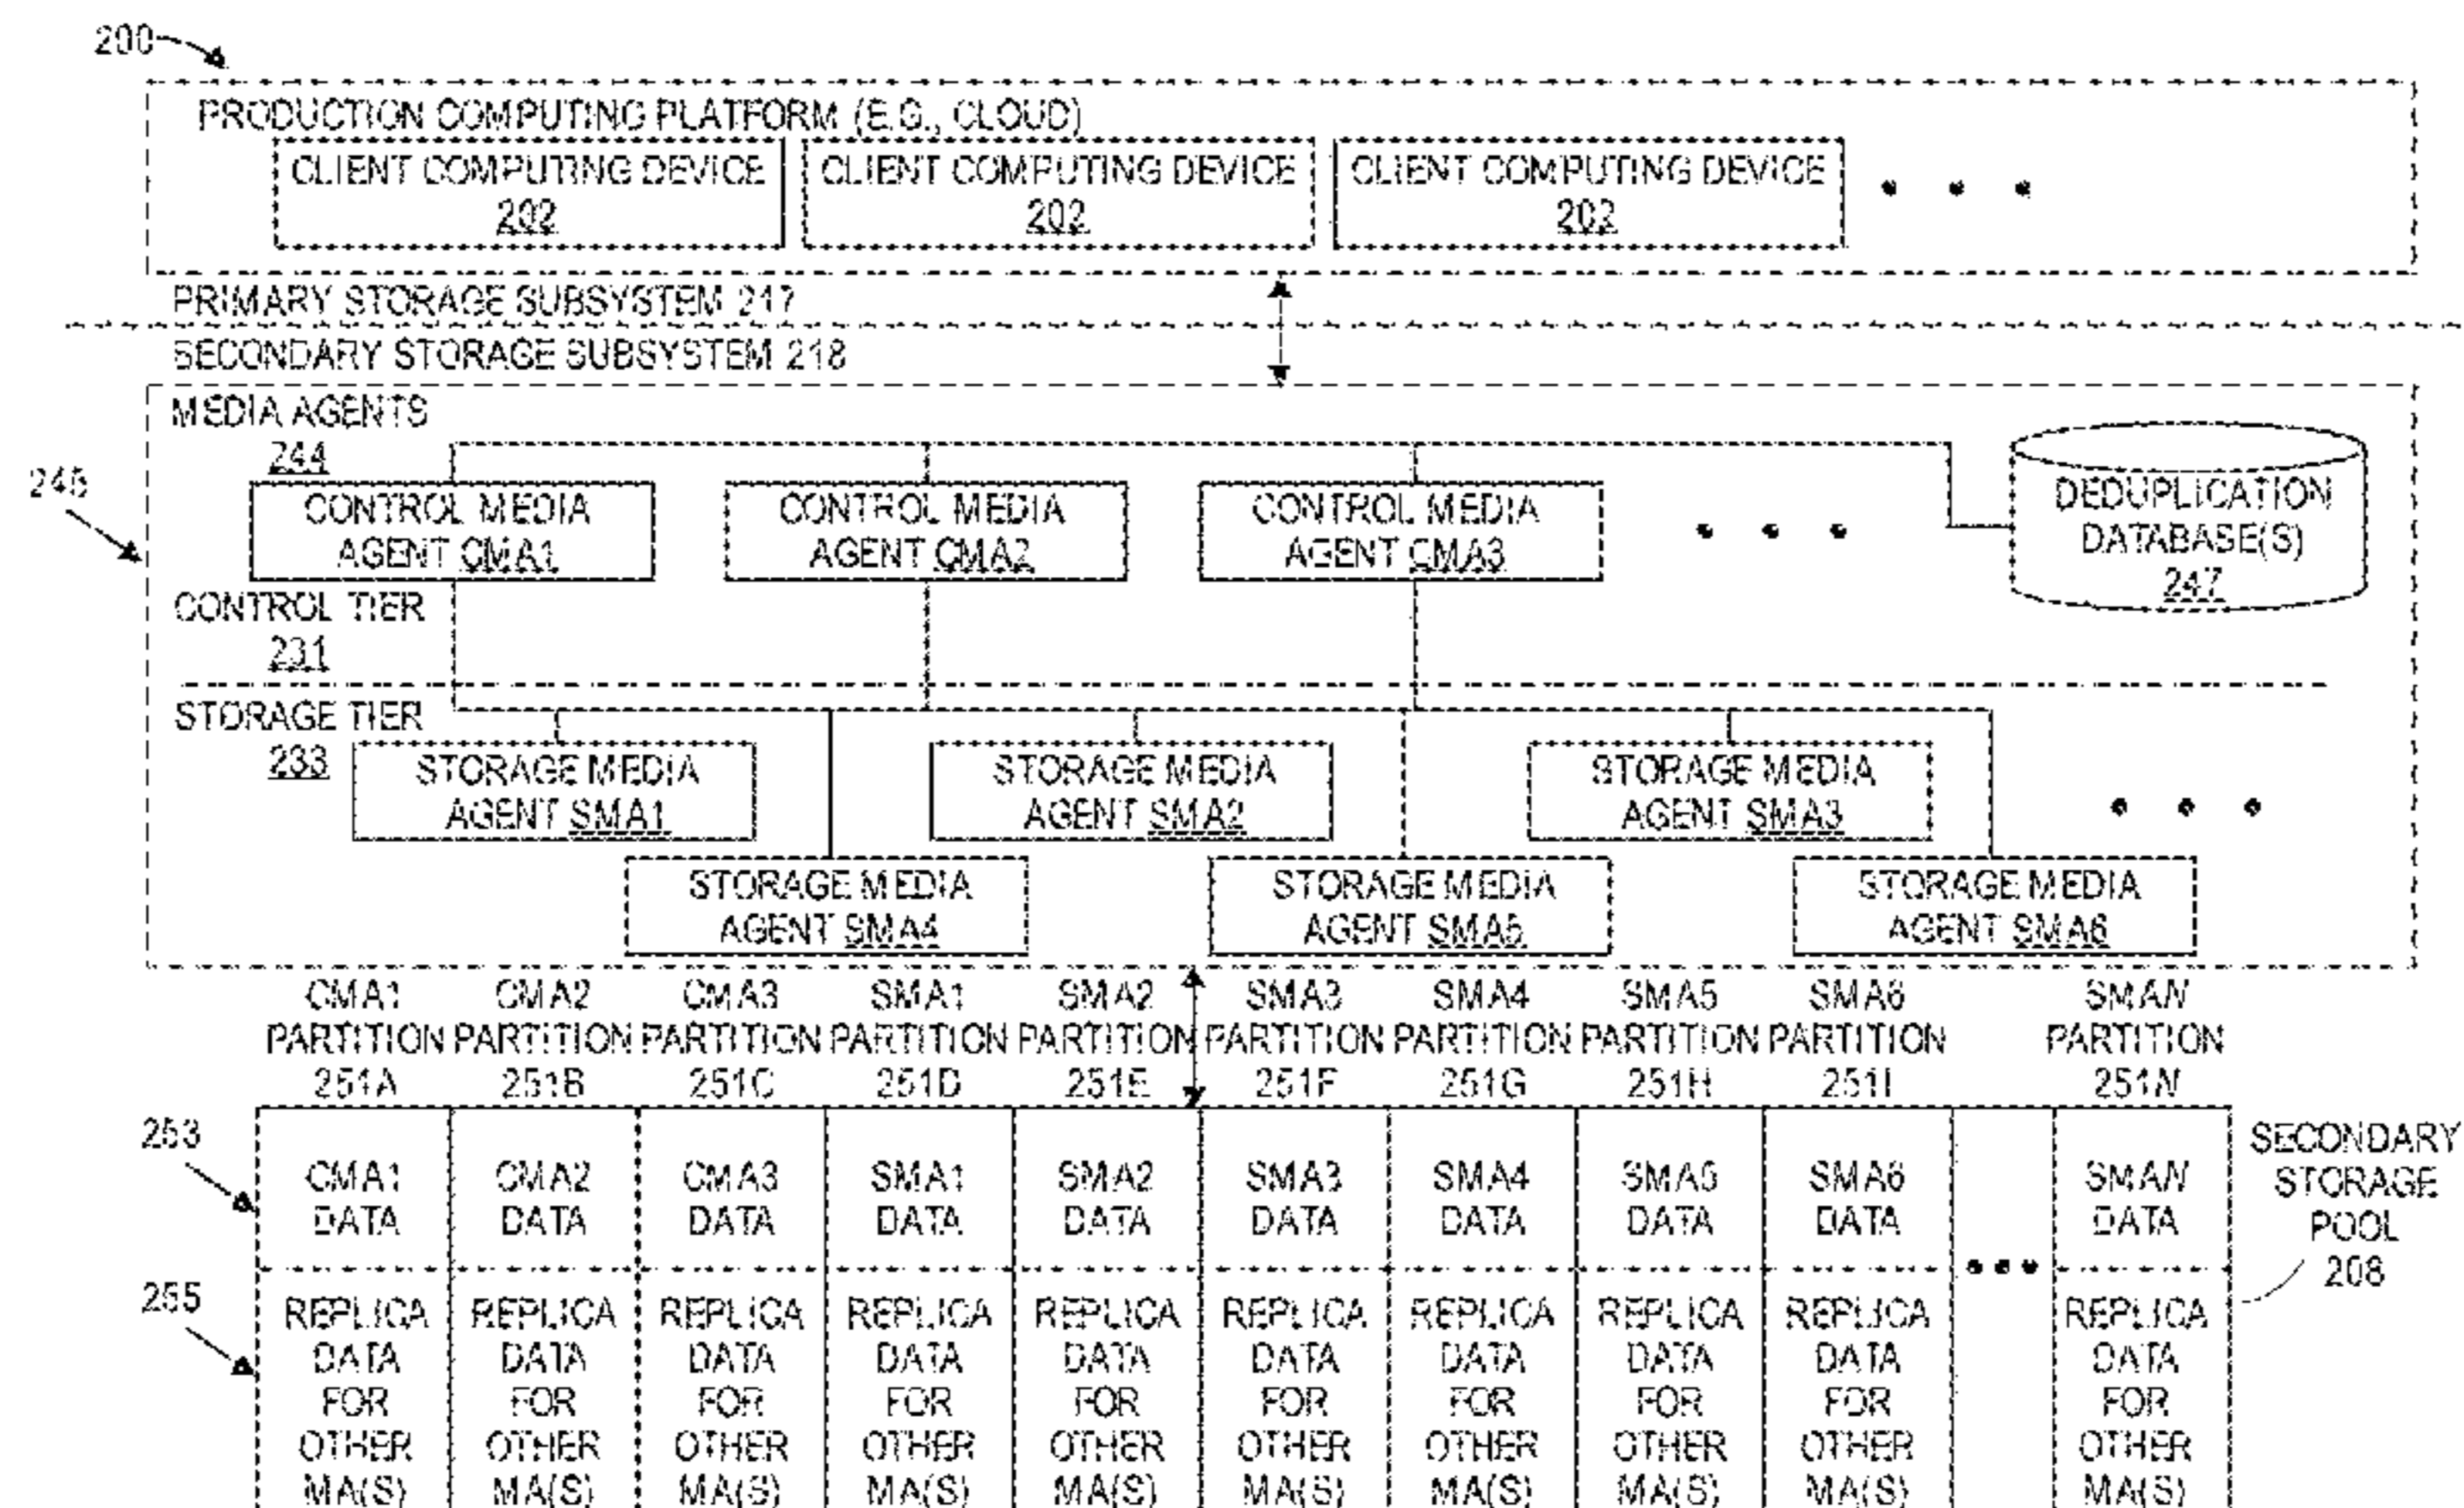 200
PRODUCTION COMPUTING PLATFORM (E.G., CLOUD)
CLIENT COMPUTING DEVICE
202
CLIENT COMPUTING DEVICE
202
CLIENT COMPUTING DEVICE
202
PRIMARY STORAGE SUBSYSTEM 217
SECONDARY STORAGE SUBSYSTEM 218
MEDIA AGENTS
244
245
CONTROL MEDIA
AGENT CMA1
CONTROL MEDIA
AGENT CMA2
CONTROL MEDIA
AGENT CMA3
DEDUPLICATION
DATABASE(S)
247
CONTROL TIER
231
STORAGE TIER
233
STORAGE MEDIA
AGENT SMA1
STORAGE MEDIA
AGENT SMA2
STORAGE MEDIA
AGENT SMA3
STORAGE MEDIA
AGENT SMA4
STORAGE MEDIA
AGENT SMA5
STORAGE MEDIA
AGENT SMA6
CMA1 CMA2 CMA3 SMA1 SMA2 SMA3 SMA4 SMA5 SMA6 SMAN
PARTITION PARTITION PARTITION PARTITION PARTITION PARTITION PARTITION PARTITION PARTITION PARTITION
251A 251B 251C 251D 251E 251F 251G 251H 251I 251N
253
CMA1 CMA2 CMA3 SMA1 SMA2 SMA3 SMA4 SMA5 SMA6 SMAN
DATA DATA DATA DATA DATA DATA DATA DATA DATA DATA
SECONDARY
STORAGE
POOL
208
255
REPLICA REPLICA REPLICA REPLICA REPLICA REPLICA REPLICA REPLICA REPLICA REPLICA
DATA DATA DATA DATA DATA DATA DATA DATA DATA DATA
FOR FOR FOR FOR FOR FOR FOR FOR FOR FOR
OTHER OTHER OTHER OTHER OTHER OTHER OTHER OTHER OTHER OTHER
MA(S) MA(S) MA(S) MA(S) MA(S) MA(S) MA(S) MA(S) MA(S) MA(S)